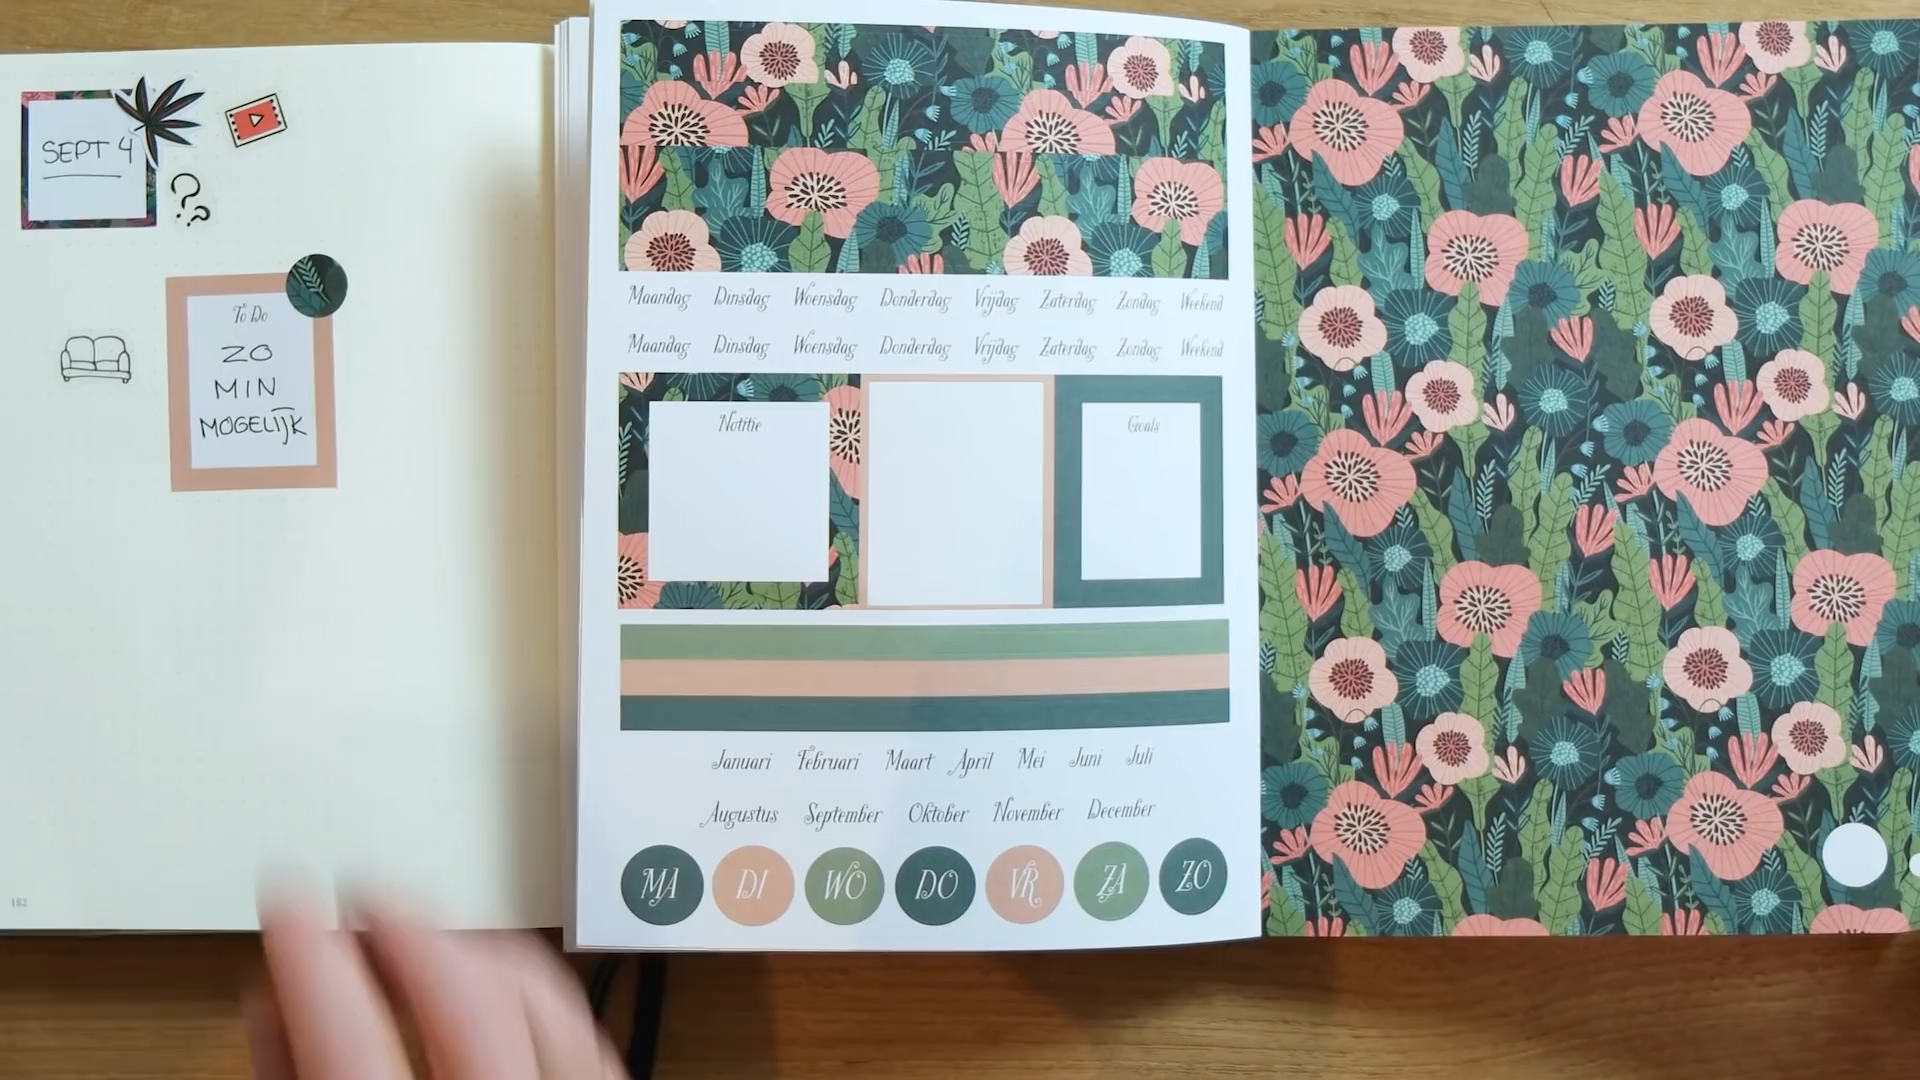 SEPT 4
??
To Do
ZO
MIN
MOGELIJK
182
Maandag Dinsdag Woensdag Donderdag Vrijdag Zaterdag Zondag Weekend
Maandag Dinsdag Woensdag Donderdag Vrijdag Zaterdag Zondag Weekend
Notitie
Goals
Januari Februari Maart April Mei Juni Juli
Augustus September Oktober November December
MA DI WO DO VR ZA ZO